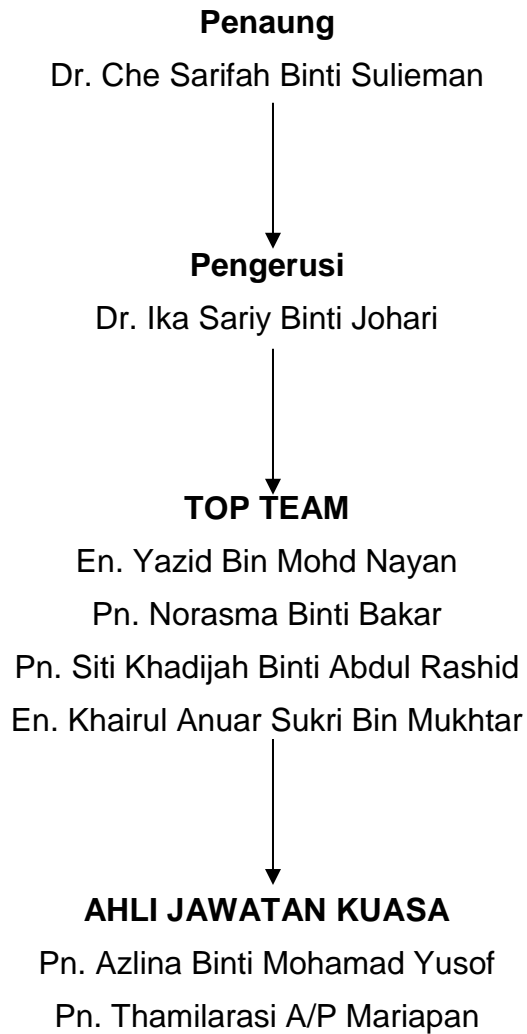 Penaung
Dr. Che Sarifah Binti Sulieman
Pengerusi
Dr. Ika Sariy Binti Johari
TOP TEAM
En. Yazid Bin Mohd Nayan
Pn. Norasma Binti Bakar
Pn. Siti Khadijah Binti Abdul Rashid
En. Khairul Anuar Sukri Bin Mukhtar
AHLI JAWATAN KUASA
Pn. Azlina Binti Mohamad Yusof
Pn. Thamilarasi A/P Mariapan